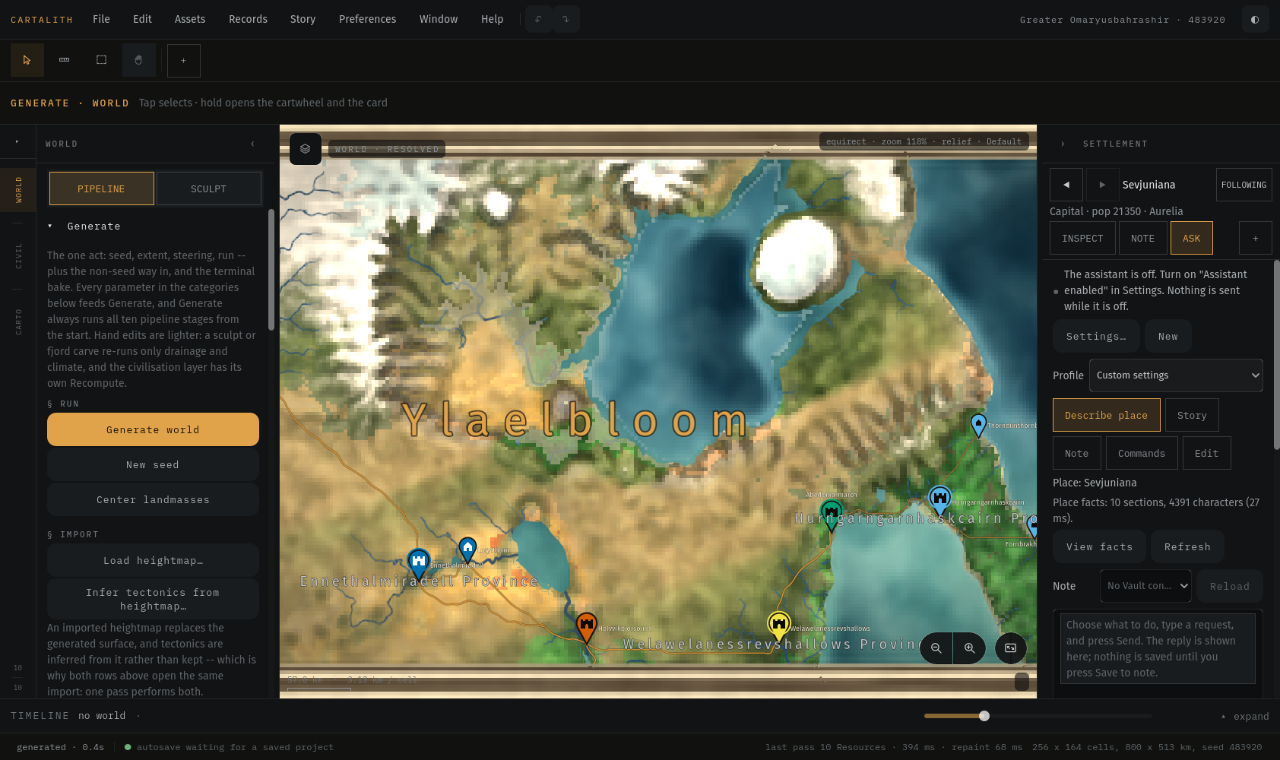 CARTALITH File Edit Assets Records Story Preferences Window Help
Greater Omaryusbahrashir · 483920
GENERATE · WORLD Tap selects · hold opens the cartwheel and the card
WORLD
CIVIL
CARTO
10
10
WORLD
PIPELINE SCULPT
Generate
The one act: seed, extent, steering, run --
plus the non-seed way in, and the terminal
bake. Every parameter in the categories
below feeds Generate, and Generate
always runs all ten pipeline stages from
the start. Hand edits are lighter: a sculpt or
fjord carve re-runs only drainage and
climate, and the civilisation layer has its
own Recompute.
§ RUN
Generate world
New seed
Center landmasses
§ IMPORT
Load heightmap…
Infer tectonics from
heightmap…
An imported heightmap replaces the
generated surface, and tectonics are
inferred from it rather than kept -- which is
why both rows above open the same
import: one pass performs both.
WORLD · RESOLVED
equirect · zoom 118% · relief · Default
Ylaelbloom
Ennethalmiradell Province
Welawelanessrevshallows Provin
SETTLEMENT
Sevjuniana FOLLOWING
Capital · pop 21350 · Aurelia
INSPECT NOTE ASK +
The assistant is off. Turn on "Assistant
enabled" in Settings. Nothing is sent
while it is off.
Settings… New
Profile Custom settings
Describe place Story
Note Commands Edit
Place: Sevjuniana
Place facts: 10 sections, 4391 characters (27
ms).
View facts Refresh
Note No Vault con… Reload
Choose what to do, type a request,
and press Send. The reply is shown
here; nothing is saved until you
press Save to note.
TIMELINE no world ·
expand
generated · 0.4s autosave waiting for a saved project
last pass 10 Resources · 394 ms · repaint 68 ms 256 x 164 cells, 800 x 513 km, seed 483920